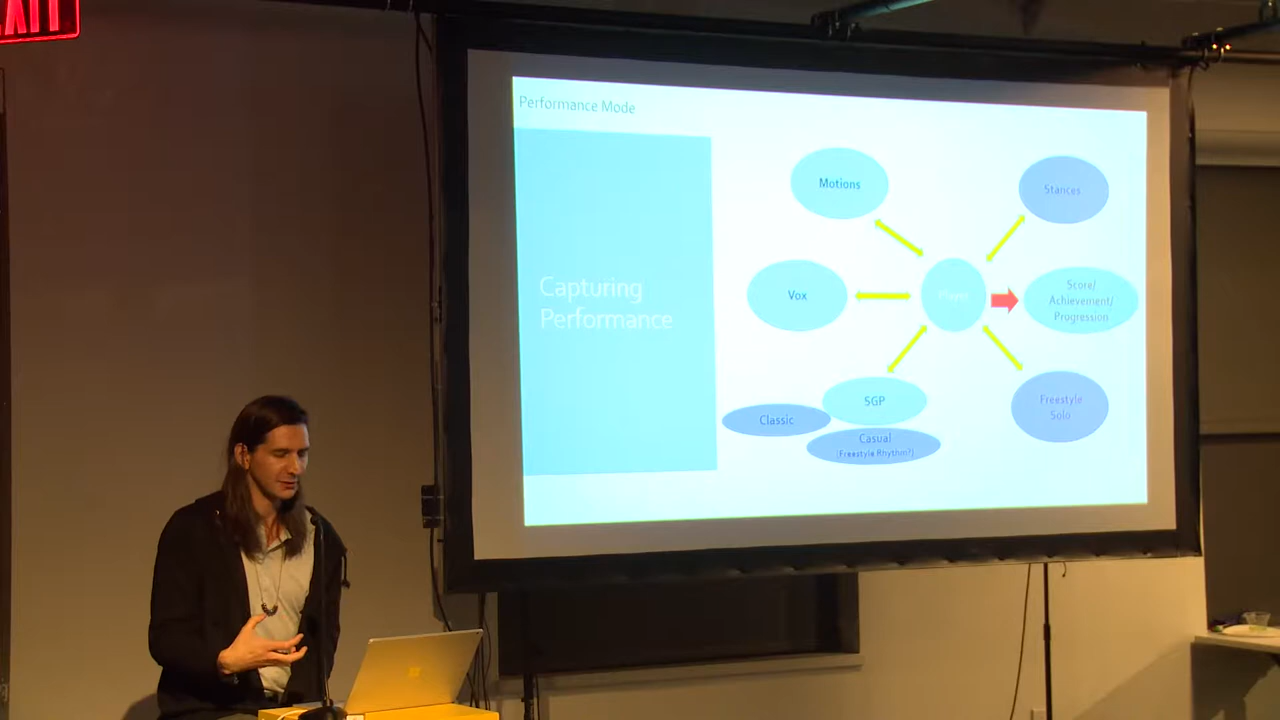 EXIT
Performance Mode
Capturing
Performance
Motions
Stances
Vox
Player
Score/
Achievement/
Progression
SGP
Classic
Casual
(Freestyle Rhythm?)
Freestyle
Solo